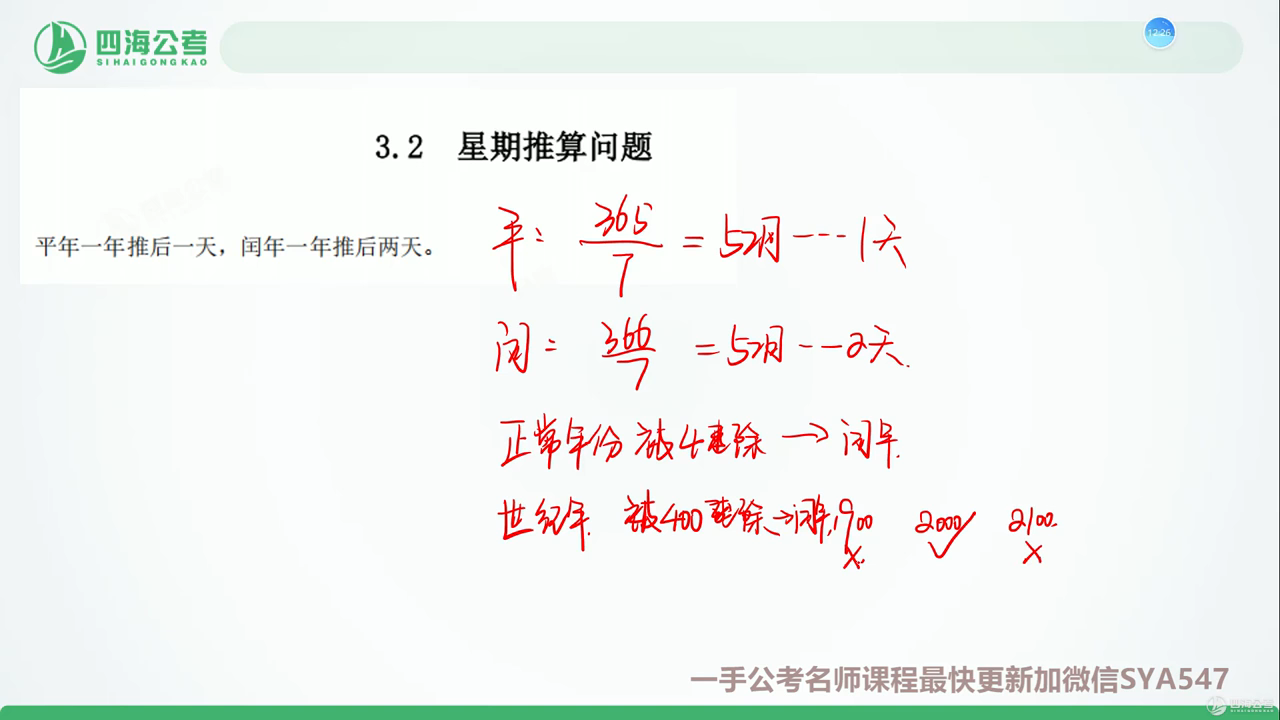 四海公考
SIHAIGONGKAO
12:26
3.2 星期推算问题
平年一年推后一天，闰年一年推后两天。
平: 365/7 = 52周 ---1天
闰: 366/7 = 52周 ---2天.
正常年份 被4整除 → 闰年.
世纪年. 被400整除 → 闰年. 1900 2000 2100.
× ✓ ×
一手公考名师课程最快更新加微信SYA547
四海公考